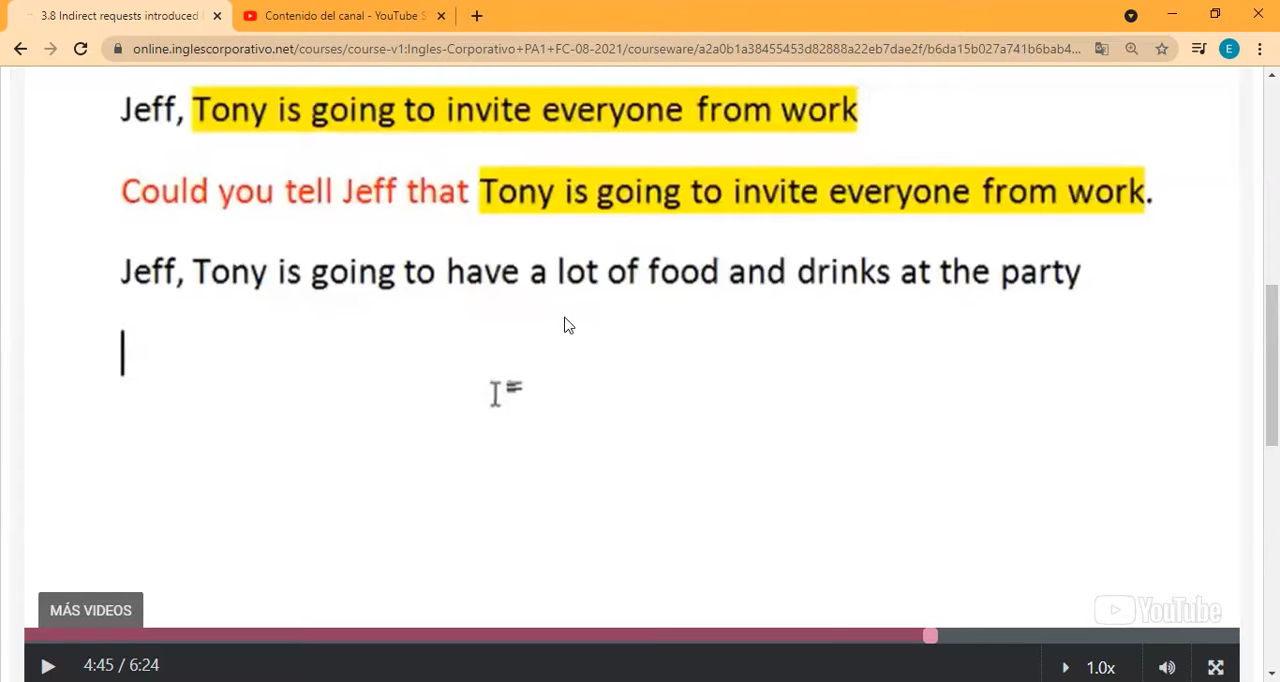 3.8 Indirect requests introduced
Contenido del canal - YouTube S
online.inglescorporativo.net/courses/course-v1:Ingles-Corporativo+PA1+FC-08-2021/courseware/a2a0b1a38455453d82888a22eb7dae2f/b6da15b027a741b6bab4...
E
Jeff, Tony is going to invite everyone from work
Could you tell Jeff that Tony is going to invite everyone from work.
Jeff, Tony is going to have a lot of food and drinks at the party
MÁS VIDEOS
YouTube
4:45 / 6:24
1.0x